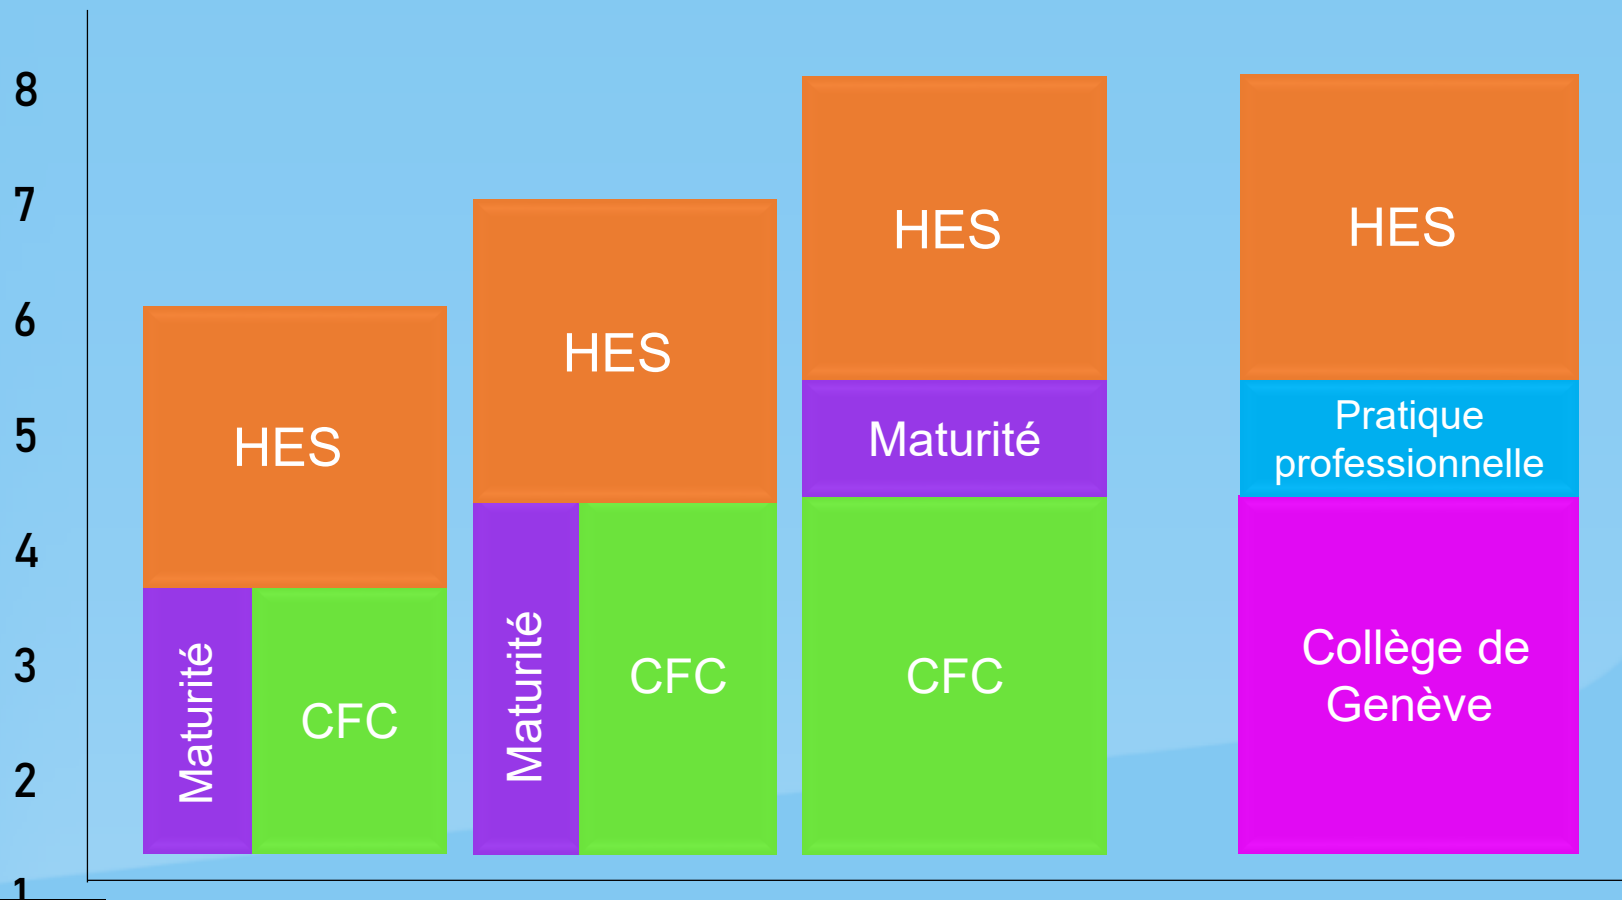 8
7
6
5
4
3
2
1
HES
Maturité
CFC
HES
Maturité
CFC
HES
Maturité
CFC
HES
Pratique
professionnelle
Collège de
Genève